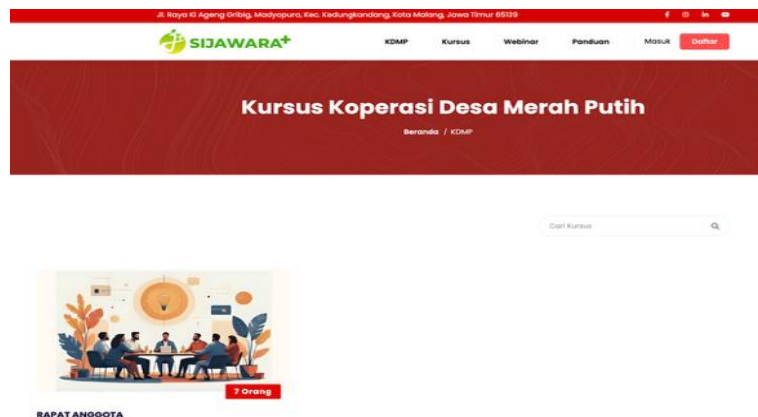 Jl. Raya Ki Ageng Gribig, Madyopuro, Kec. Kedungkandang, Kota Malang, Jawa Timur 65139
SIJAWARA+
KDMP Kursus Webinar Panduan Masuk Daftar
Kursus Koperasi Desa Merah Putih
Beranda / KDMP
Cari Kursus
7 Orang
RAPAT ANGGOTA